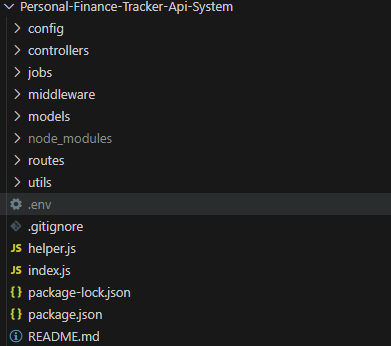 Personal-Finance-Tracker-Api-System
config
controllers
jobs
middleware
models
node_modules
routes
utils
.env
.gitignore
JS helper.js
JS index.js
{} package-lock.json
{} package.json
README.md